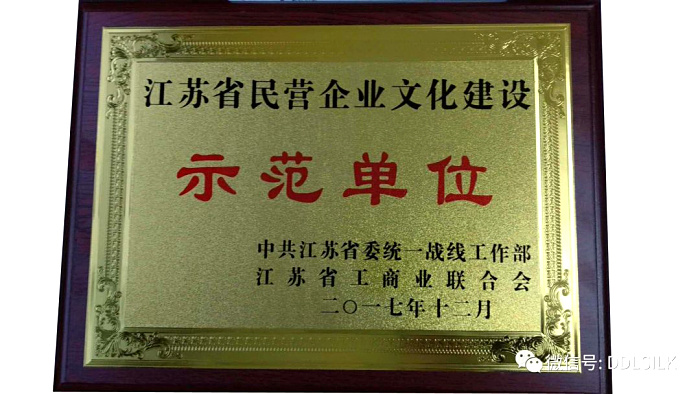 江苏省民营企业文化建设
示范单位
中共江苏省委统一战线工作部
江苏省工商业联合会
二〇一七年十二月
微信号: DDLSILK